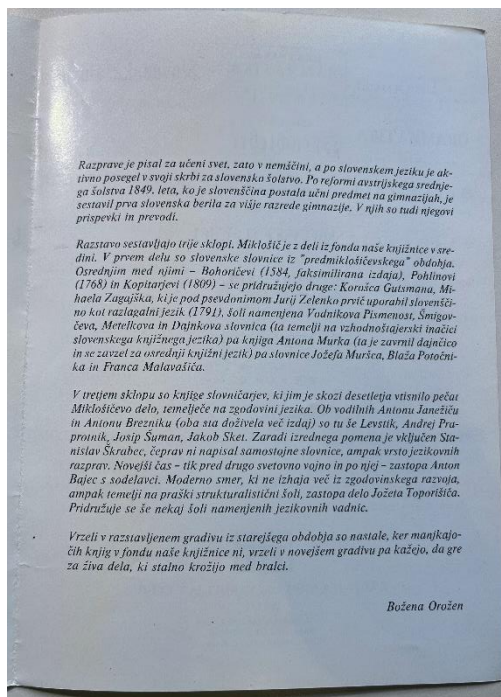 Razprave je pisal za učeni svet, zato v nemščini, a po slovenskem jeziku je ak-
tivno posegel v svoji skrbi za slovensko šolstvo. Po reformi avstrijskega srednje-
ga šolstva 1849. leta, ko je slovenščina postala učni predmet na gimnazijah, je
sestavil prva slovenska berila za višje razrede gimnazije. V njih so tudi njegovi
prispevki in prevodi.
Razstavo sestavljajo trije sklopi. Miklošič je z deli iz fonda naše knjižnice v sre-
dini. V prvem delu so slovenske slovnice iz "predmiklošičevskega" obdobja.
Osrednjim med njimi - Bohoričevi (1584, faksimilirana izdaja), Pohlinovi
(1768) in Kopitarjevi (1809) - se pridružujejo druge: Korošca Gutsmana, Mi-
haela Zagajška, ki je pod psevdonimom Jurij Zelenko prvič uporabil slovenšči-
no kot razlagalni jezik (1791), šoli namenjena Vodnikova Pismenost, Šmigov-
čeva, Metelkova in Dajnkova slovnica (ta temelji na vzhodnoštajerski inačici
slovenskega knjižnega jezika) pa knjiga Antona Murka (ta je zavrnil dajnčico
in se zavzel za osrednji knjižni jezik) pa slovnice Jožefa Muršca, Blaža Potočni-
ka in Franca Malavašiča.
V tretjem sklopu so knjige slovničarjev, ki jim je skozi desetletja vtisnilo pečat
Miklošičevo delo, temelječe na zgodovini jezika. Ob vodilnih Antonu Janežiču
in Antonu Brezniku (oba sta doživela več izdaj) so tu še Levstik, Andrej Pra-
protnik, Josip Šuman, Jakob Sket. Zaradi izrednega pomena je vključen Sta-
nislav Škrabec, čeprav ni napisal samostojne slovnice, ampak vrsto jezikovnih
razprav. Novejši čas - tik pred drugo svetovno vojno in po njej - zastopa Anton
Bajec s sodelavci. Moderno smer, ki ne izhaja več iz zgodovinskega razvoja,
ampak temelji na praški strukturalistični šoli, zastopa delo Jožeta Toporišiča.
Pridružuje se še nekaj šoli namenjenih jezikovnih vadnic.
Vrzeli v razstavljenem gradivu iz starejšega obdobja so nastale, ker manjkajo-
čih knjig v fondu naše knjižnice ni, vrzeli v novejšem gradivu pa kažejo, da gre
za živa dela, ki stalno krožijo med bralci.
Božena Orožen